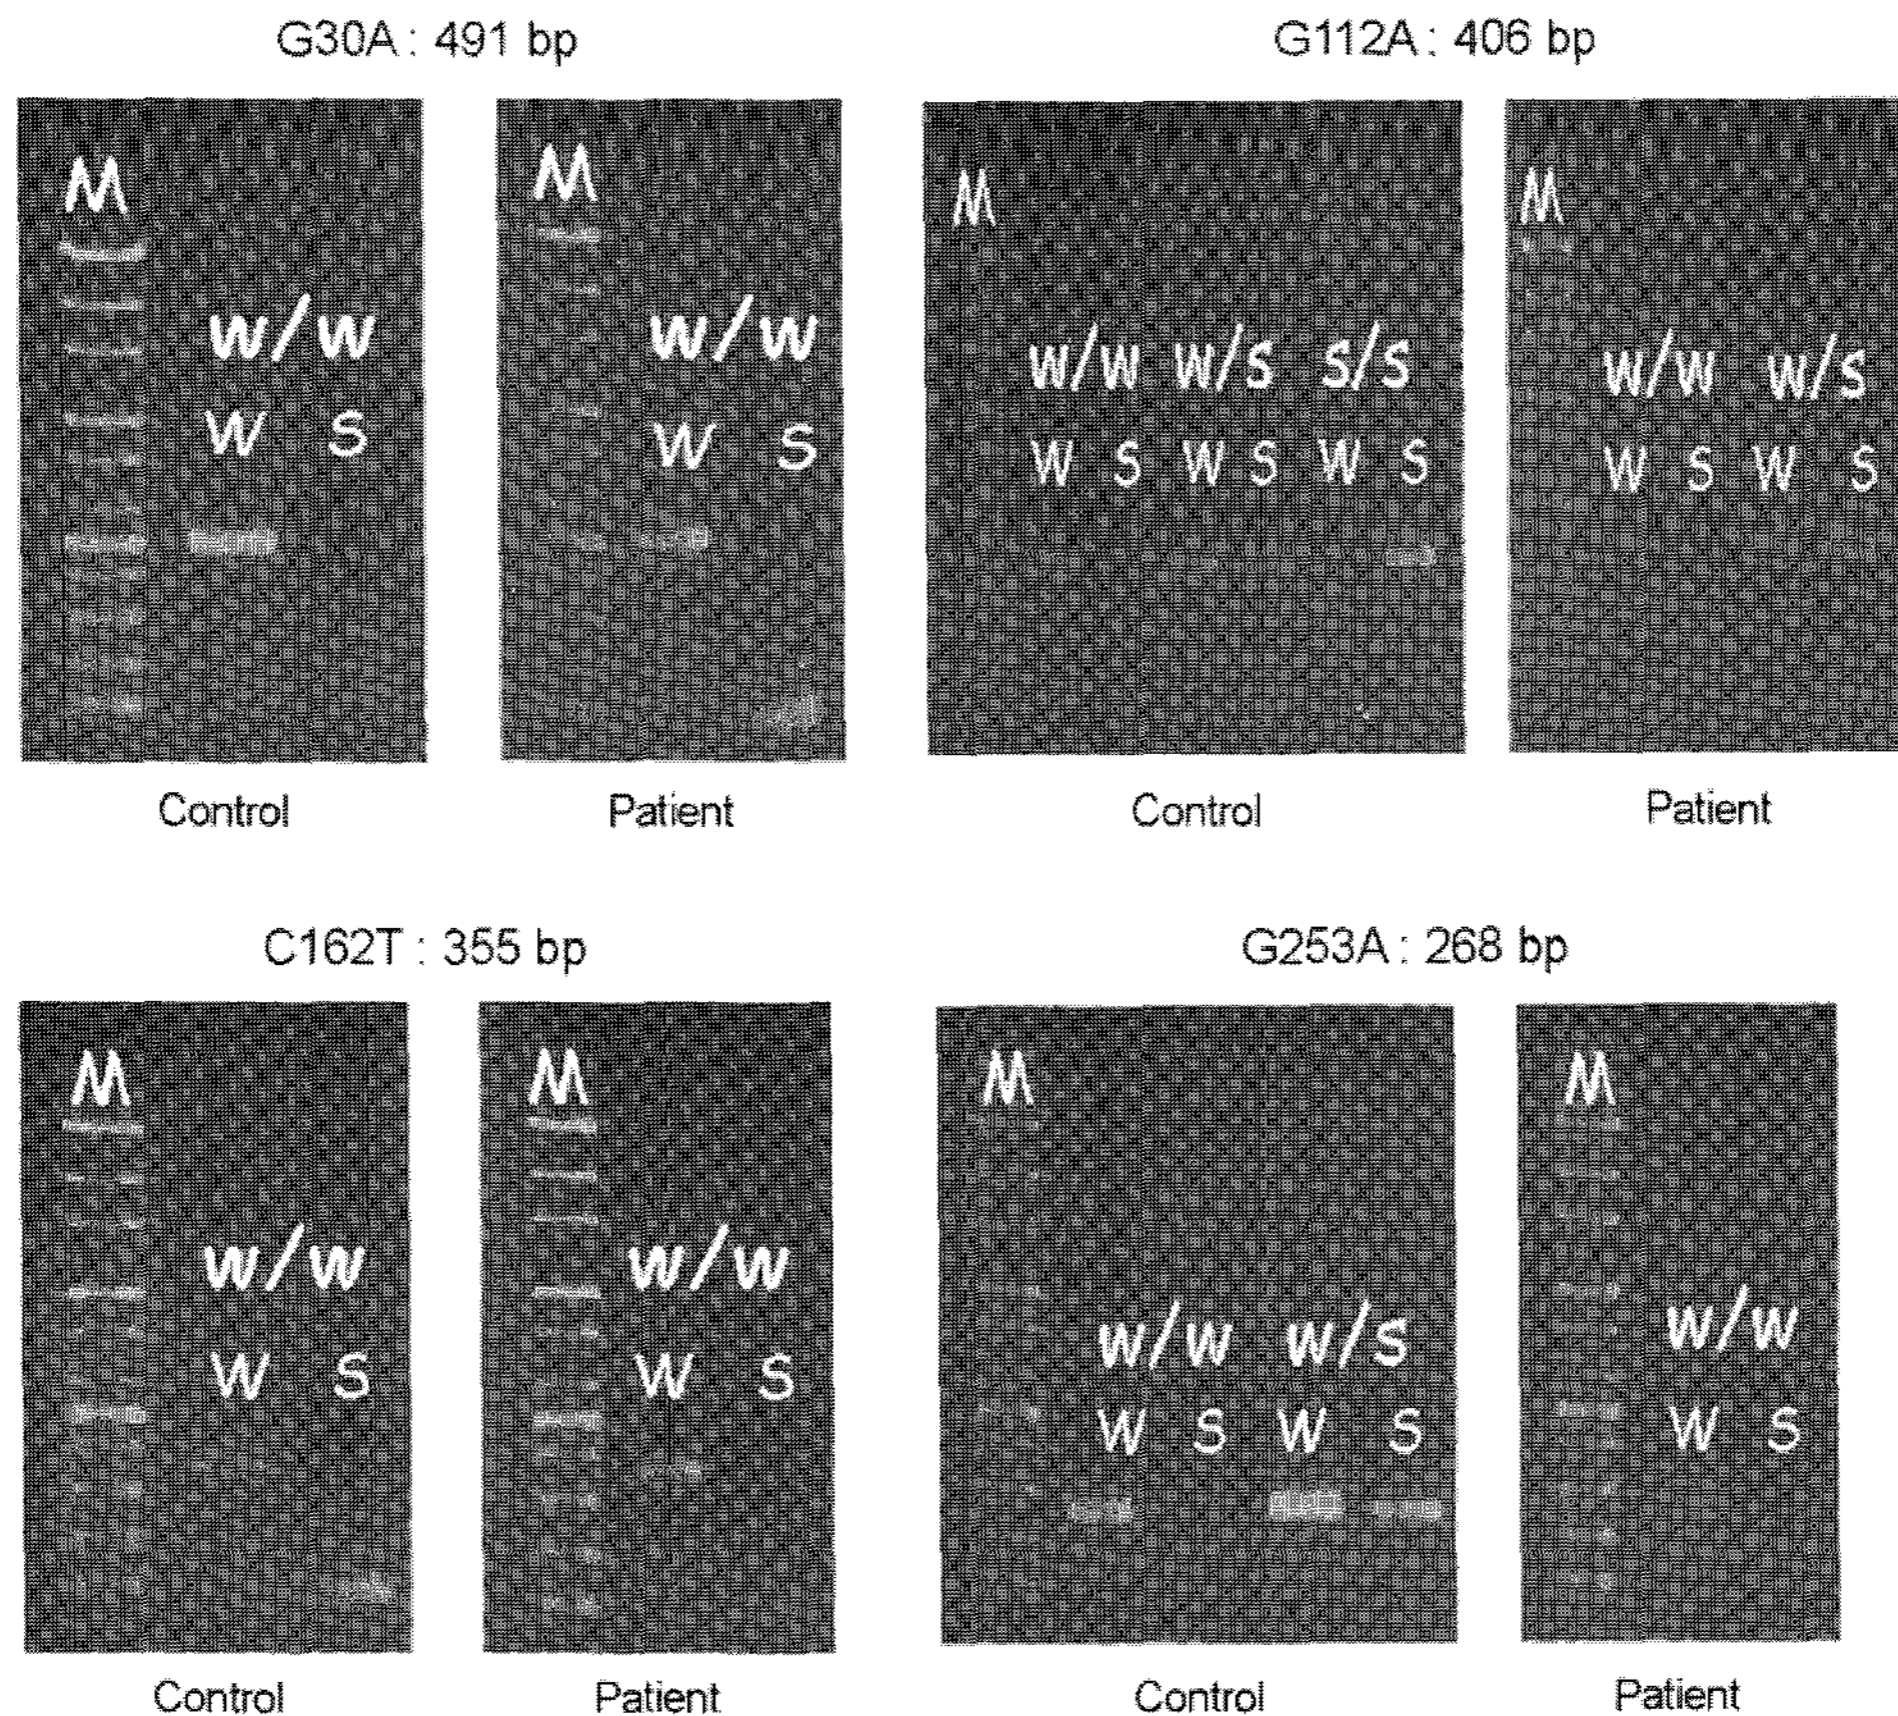 G30A : 491 bp
G112A : 406 bp
M
w/w
W S
M
w/w
W S
M
w/w w/s s/s
W S W S W S
M
w/w w/s
W S W S
Control
Patient
Control
Patient
C162T : 355 bp
G253A : 268 bp
M
w/w
W S
M
w/w
W S
M
w/w w/s
W S W S
M
w/w
W S
Control
Patient
Control
Patient